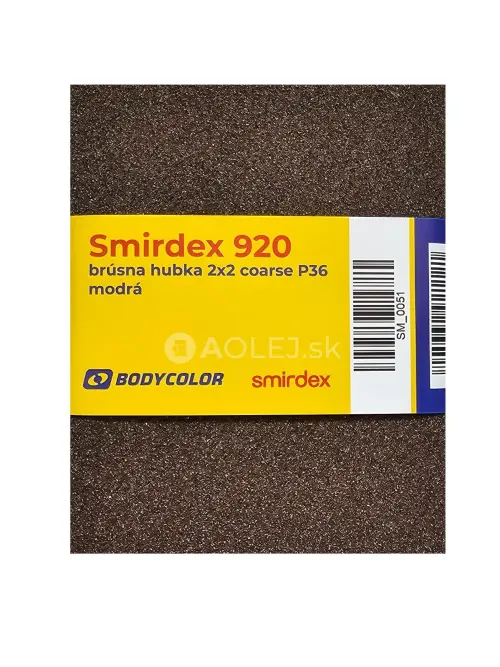 Smirdex 920
brúsna hubka 2x2 coarse P36
modrá
AOLEJ.sk
BODYCOLOR
smirdex
SM_0051